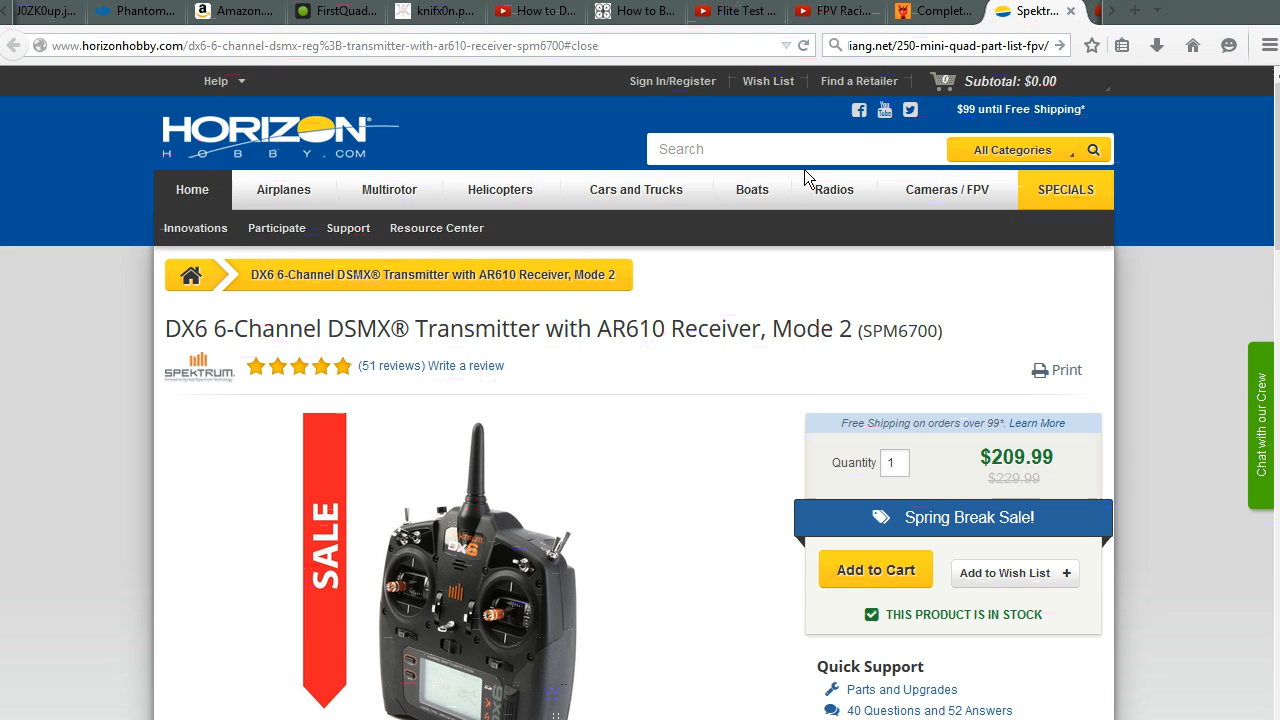 J0ZK0up.j... Phantom... Amazon... FirstQuad... knifx0n.p... How to D... How to B... Flite Test ... FPV Raci... Complet... Spektr...
www.horizonhobby.com/dx6-6-channel-dsmx-reg%3B-transmitter-with-ar610-receiver-spm6700#close
iang.net/250-mini-quad-part-list-fpv/
Help
Sign In/Register
Wish List
Find a Retailer
0
Subtotal: $0.00
$99 until Free Shipping*
HORIZON®
HOBBY.COM
Search
All Categories
Home
Airplanes
Multirotor
Helicopters
Cars and Trucks
Boats
Radios
Cameras / FPV
SPECIALS
Innovations
Participate
Support
Resource Center
DX6 6-Channel DSMX® Transmitter with AR610 Receiver, Mode 2
DX6 6-Channel DSMX® Transmitter with AR610 Receiver, Mode 2 (SPM6700)
SPEKTRUM
(51 reviews) Write a review
Print
SALE
DX6
Free Shipping on orders over 99*. Learn More
Quantity 1
$209.99
$229.99
Spring Break Sale!
Add to Cart
Add to Wish List +
THIS PRODUCT IS IN STOCK
Quick Support
Parts and Upgrades
40 Questions and 52 Answers
Chat with our Crew